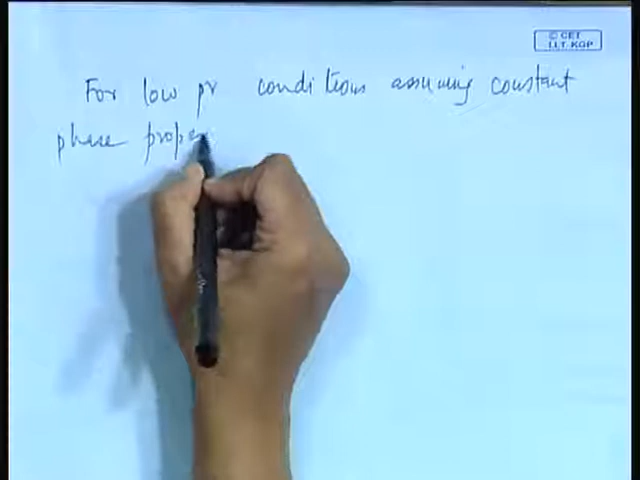 © CET
I.I.T. KGP
For low pr conditions assuming constant
phase prope